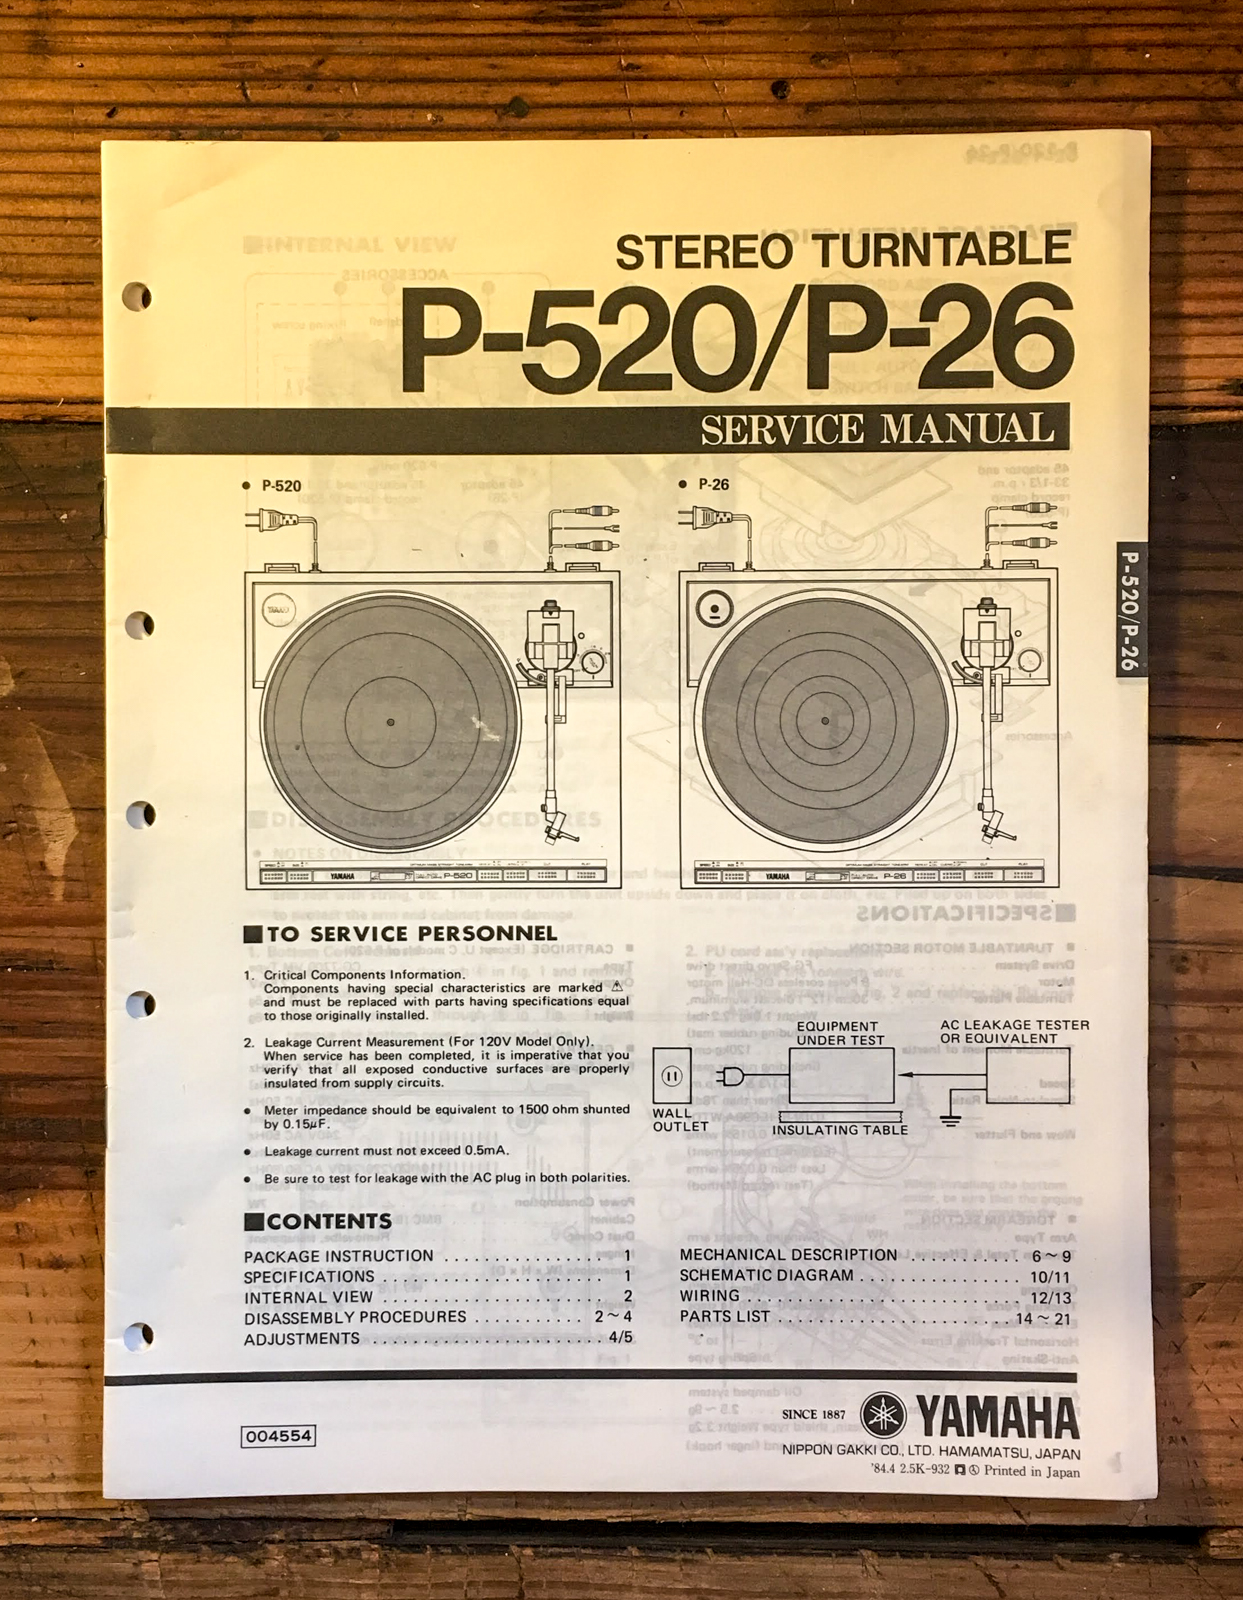 STEREO TURNTABLE
P-520/P-26
SERVICE MANUAL
● P-520
● P-26
P-520/P-26
YAMAHA
P-520
YAMAHA
P-26
■TO SERVICE PERSONNEL
1. Critical Components Information.
Components having special characteristics are marked ⚠
and must be replaced with parts having specifications equal
to those originally installed.
2. Leakage Current Measurement (For 120V Model Only).
When service has been completed, it is imperative that you
verify that all exposed conductive surfaces are properly
insulated from supply circuits.
● Meter impedance should be equivalent to 1500 ohm shunted
by 0.15μF.
● Leakage current must not exceed 0.5mA.
● Be sure to test for leakage with the AC plug in both polarities.
EQUIPMENT
UNDER TEST
AC LEAKAGE TESTER
OR EQUIVALENT
WALL
OUTLET
INSULATING TABLE
■CONTENTS
PACKAGE INSTRUCTION . . . . . . . . . . . . . . . . 1
SPECIFICATIONS . . . . . . . . . . . . . . . . . . . . . . 1
INTERNAL VIEW . . . . . . . . . . . . . . . . . . . . . . 2
DISASSEMBLY PROCEDURES . . . . . . . . . . . 2～4
ADJUSTMENTS . . . . . . . . . . . . . . . . . . . . . . . 4/5
MECHANICAL DESCRIPTION . . . . . . . . . . . 6～9
SCHEMATIC DIAGRAM . . . . . . . . . . . . . . . 10/11
WIRING . . . . . . . . . . . . . . . . . . . . . . . . . . 12/13
PARTS LIST . . . . . . . . . . . . . . . . . . . . . . . 14～21
004554
SINCE 1887 YAMAHA
NIPPON GAKKI CO., LTD. HAMAMATSU, JAPAN
'84.4 2.5K-932 Printed in Japan